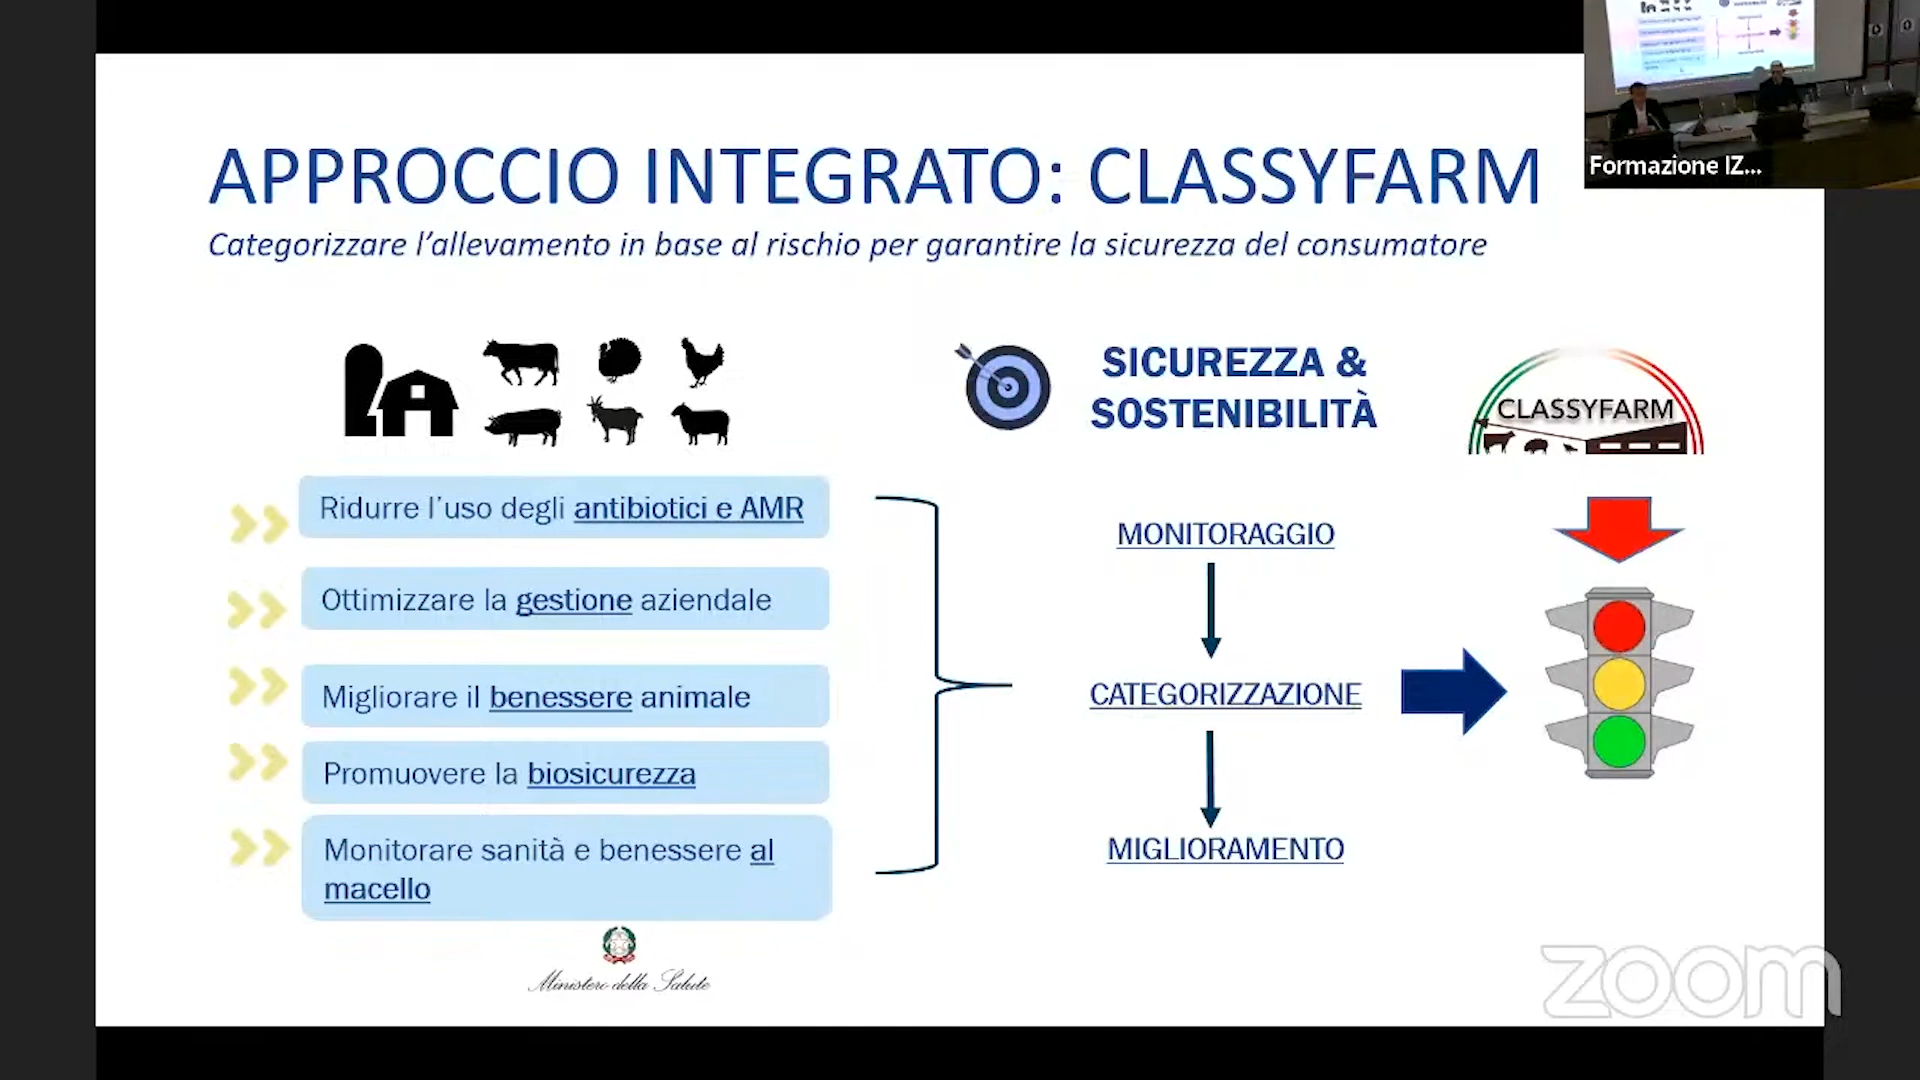 APPROCCIO INTEGRATO: CLASSYFARM
Formazione IZ...
Categorizzare l'allevamento in base al rischio per garantire la sicurezza del consumatore
SICUREZZA &
SOSTENIBILITÀ
CLASSYFARM
Ridurre l'uso degli antibiotici e AMR
Ottimizzare la gestione aziendale
Migliorare il benessere animale
Promuovere la biosicurezza
Monitorare sanità e benessere al
macello
MONITORAGGIO
CATEGORIZZAZIONE
MIGLIORAMENTO
Ministero della Salute
zoom